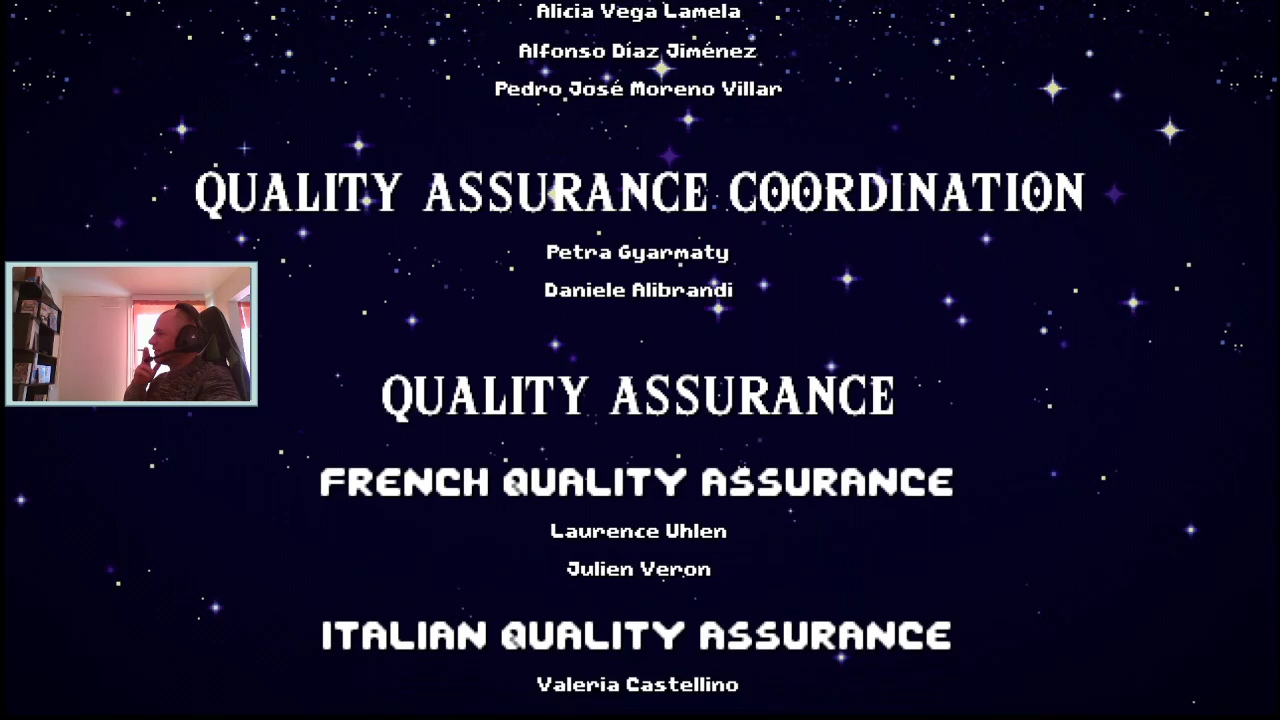 Alicia Vega Lamela
Alfonso Díaz Jiménez
Pedro José Moreno Villar
QUALITY ASSURANCE COORDINATION
Petra Gyarmaty
Daniele Alibrandi
QUALITY ASSURANCE
FRENCH QUALITY ASSURANCE
Laurence Uhlen
Julien Veron
ITALIAN QUALITY ASSURANCE
Valeria Castellino